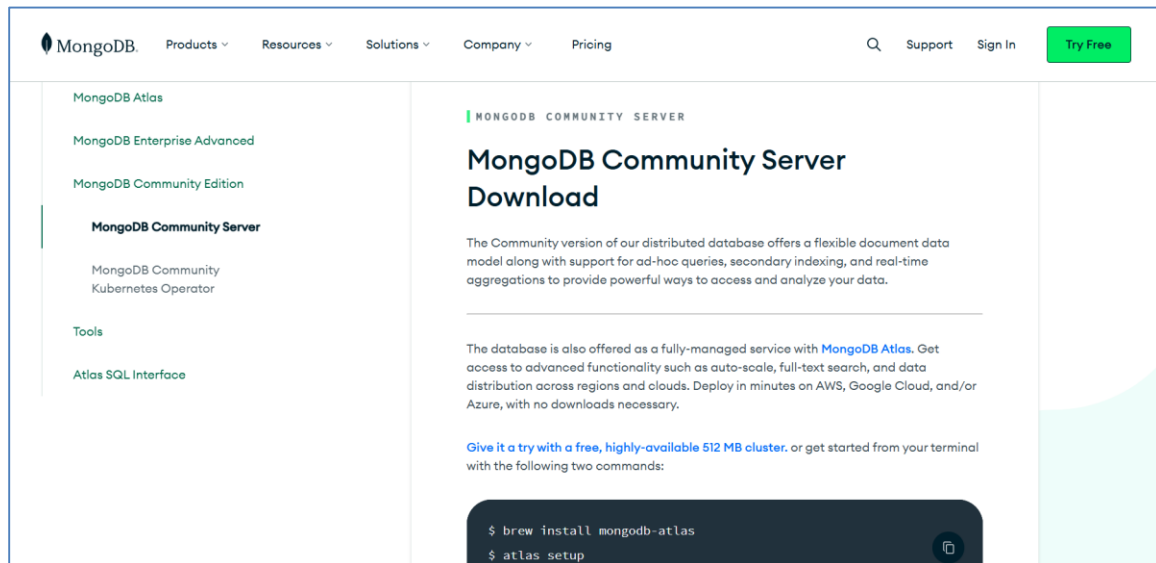 MongoDB. Products Resources Solutions Company Pricing Support Sign In Try Free
MongoDB Atlas
MongoDB Enterprise Advanced
MongoDB Community Edition
MongoDB Community Server
MongoDB Community
Kubernetes Operator
Tools
Atlas SQL Interface
MONGODB COMMUNITY SERVER
MongoDB Community Server
Download
The Community version of our distributed database offers a flexible document data
model along with support for ad-hoc queries, secondary indexing, and real-time
aggregations to provide powerful ways to access and analyze your data.
The database is also offered as a fully-managed service with MongoDB Atlas. Get
access to advanced functionality such as auto-scale, full-text search, and data
distribution across regions and clouds. Deploy in minutes on AWS, Google Cloud, and/or
Azure, with no downloads necessary.
Give it a try with a free, highly-available 512 MB cluster. or get started from your terminal
with the following two commands:
$ brew install mongodb-atlas
$ atlas setup